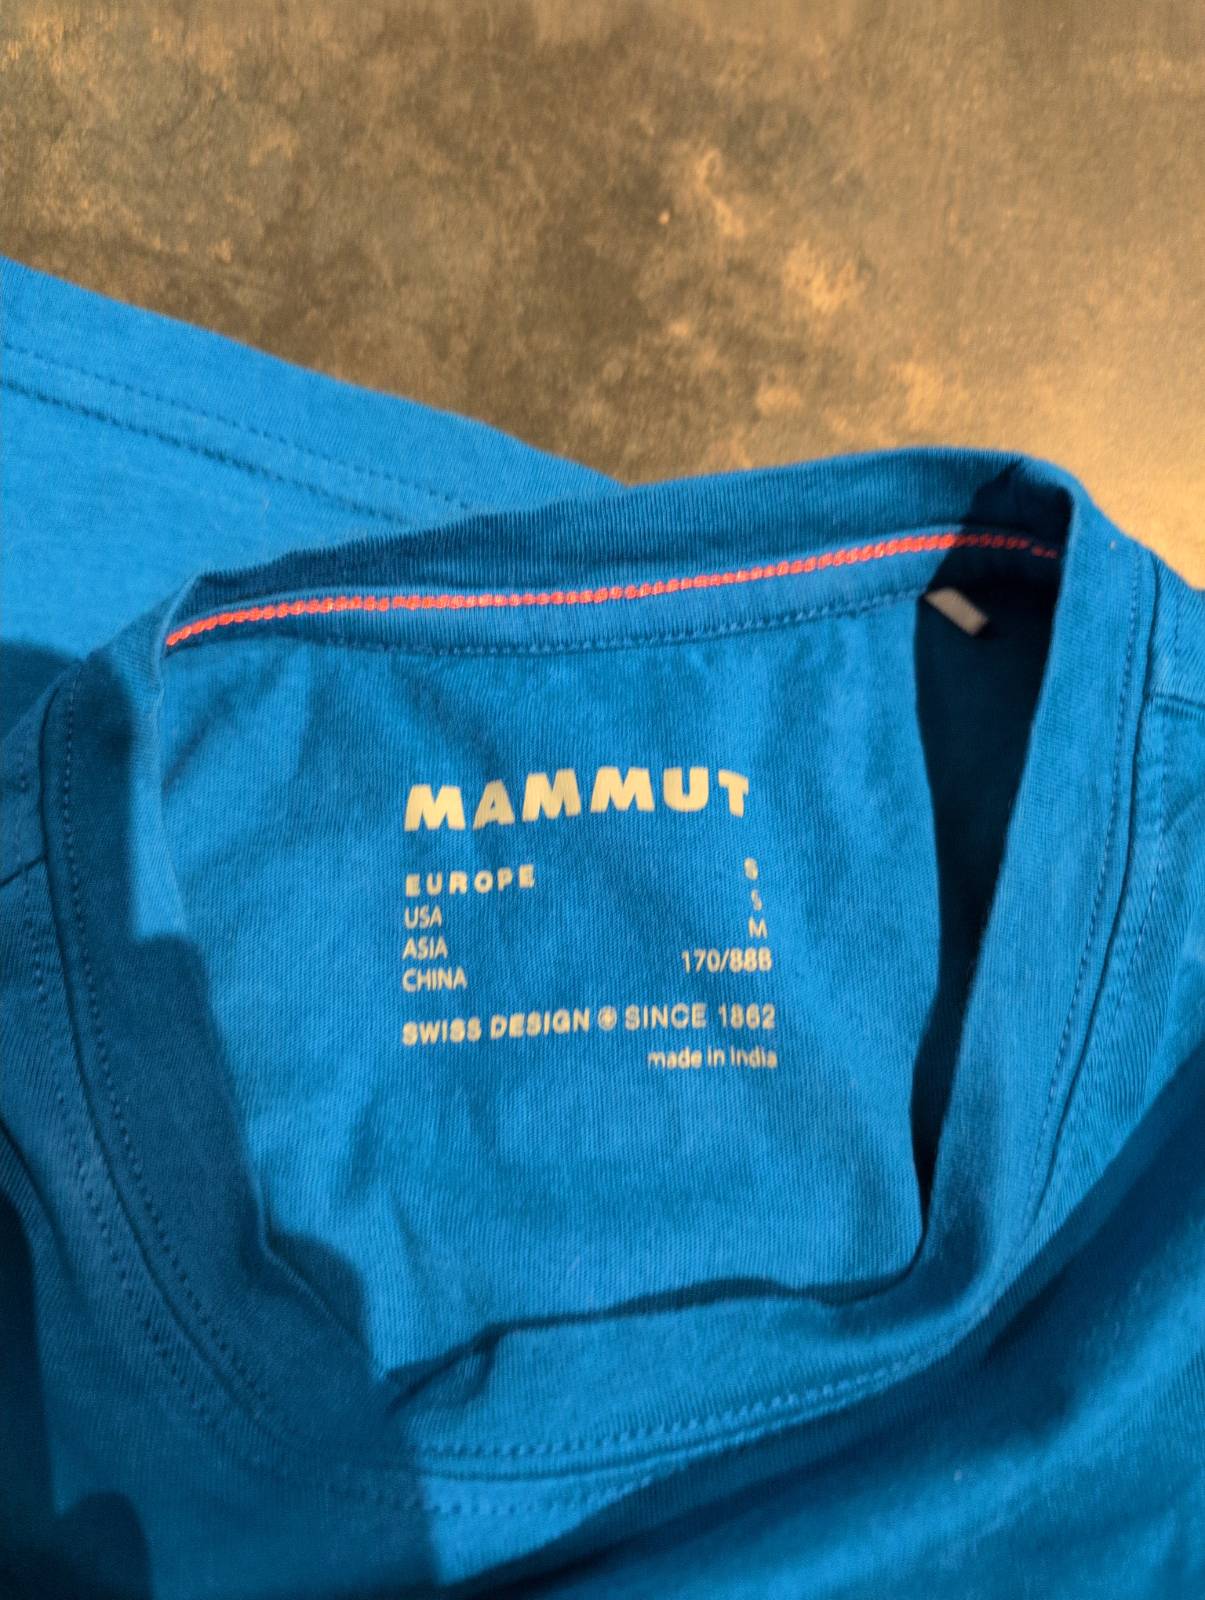 MAMMUT
EUROPE S
USA S
ASIA M
CHINA 170/88B
SWISS DESIGN SINCE 1862
made in India